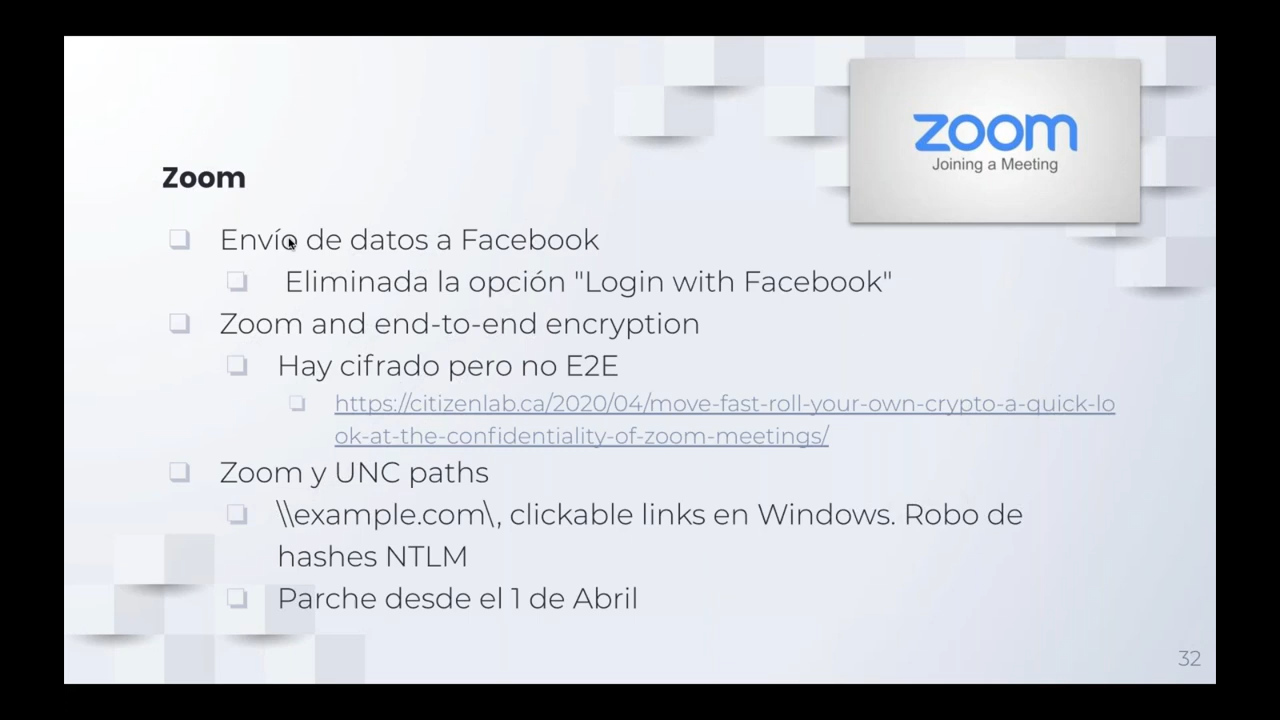 zoom
Joining a Meeting
Zoom
Envío de datos a Facebook
Eliminada la opción "Login with Facebook"
Zoom and end-to-end encryption
Hay cifrado pero no E2E
https://citizenlab.ca/2020/04/move-fast-roll-your-own-crypto-a-quick-lo
ok-at-the-confidentiality-of-zoom-meetings/
Zoom y UNC paths
\\example.com\, clickable links en Windows. Robo de
hashes NTLM
Parche desde el 1 de Abril
32